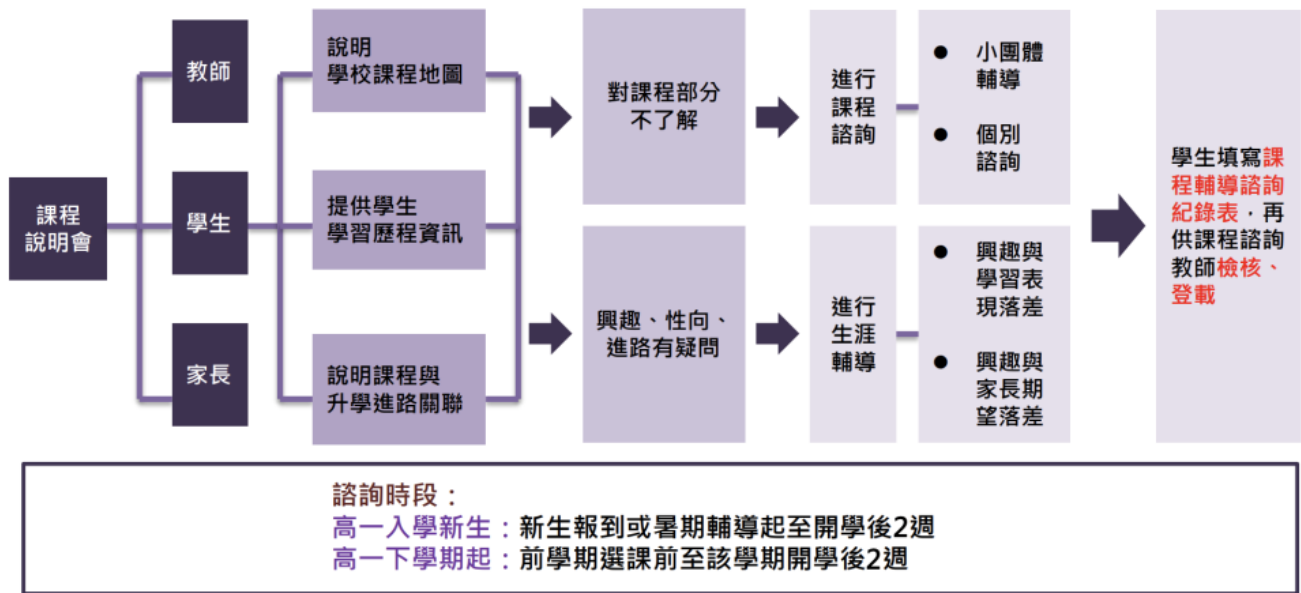 課程
說明會
教師
學生
家長
說明
學校課程地圖
提供學生
學習歷程資訊
說明課程與
升學進路關聯
對課程部分
不了解
興趣、性向、
進路有疑問
進行
課程
諮詢
● 小團體
輔導
● 個別
諮詢
進行
生涯
輔導
● 興趣與
學習表
現落差
● 興趣與
家長期
望落差
學生填寫課
程輔導諮詢
紀錄表，再
供課程諮詢
教師檢核、
登載
諮詢時段：
高一入學新生：新生報到或暑期輔導起至開學後2週
高一下學期起：前學期選課前至該學期開學後2週